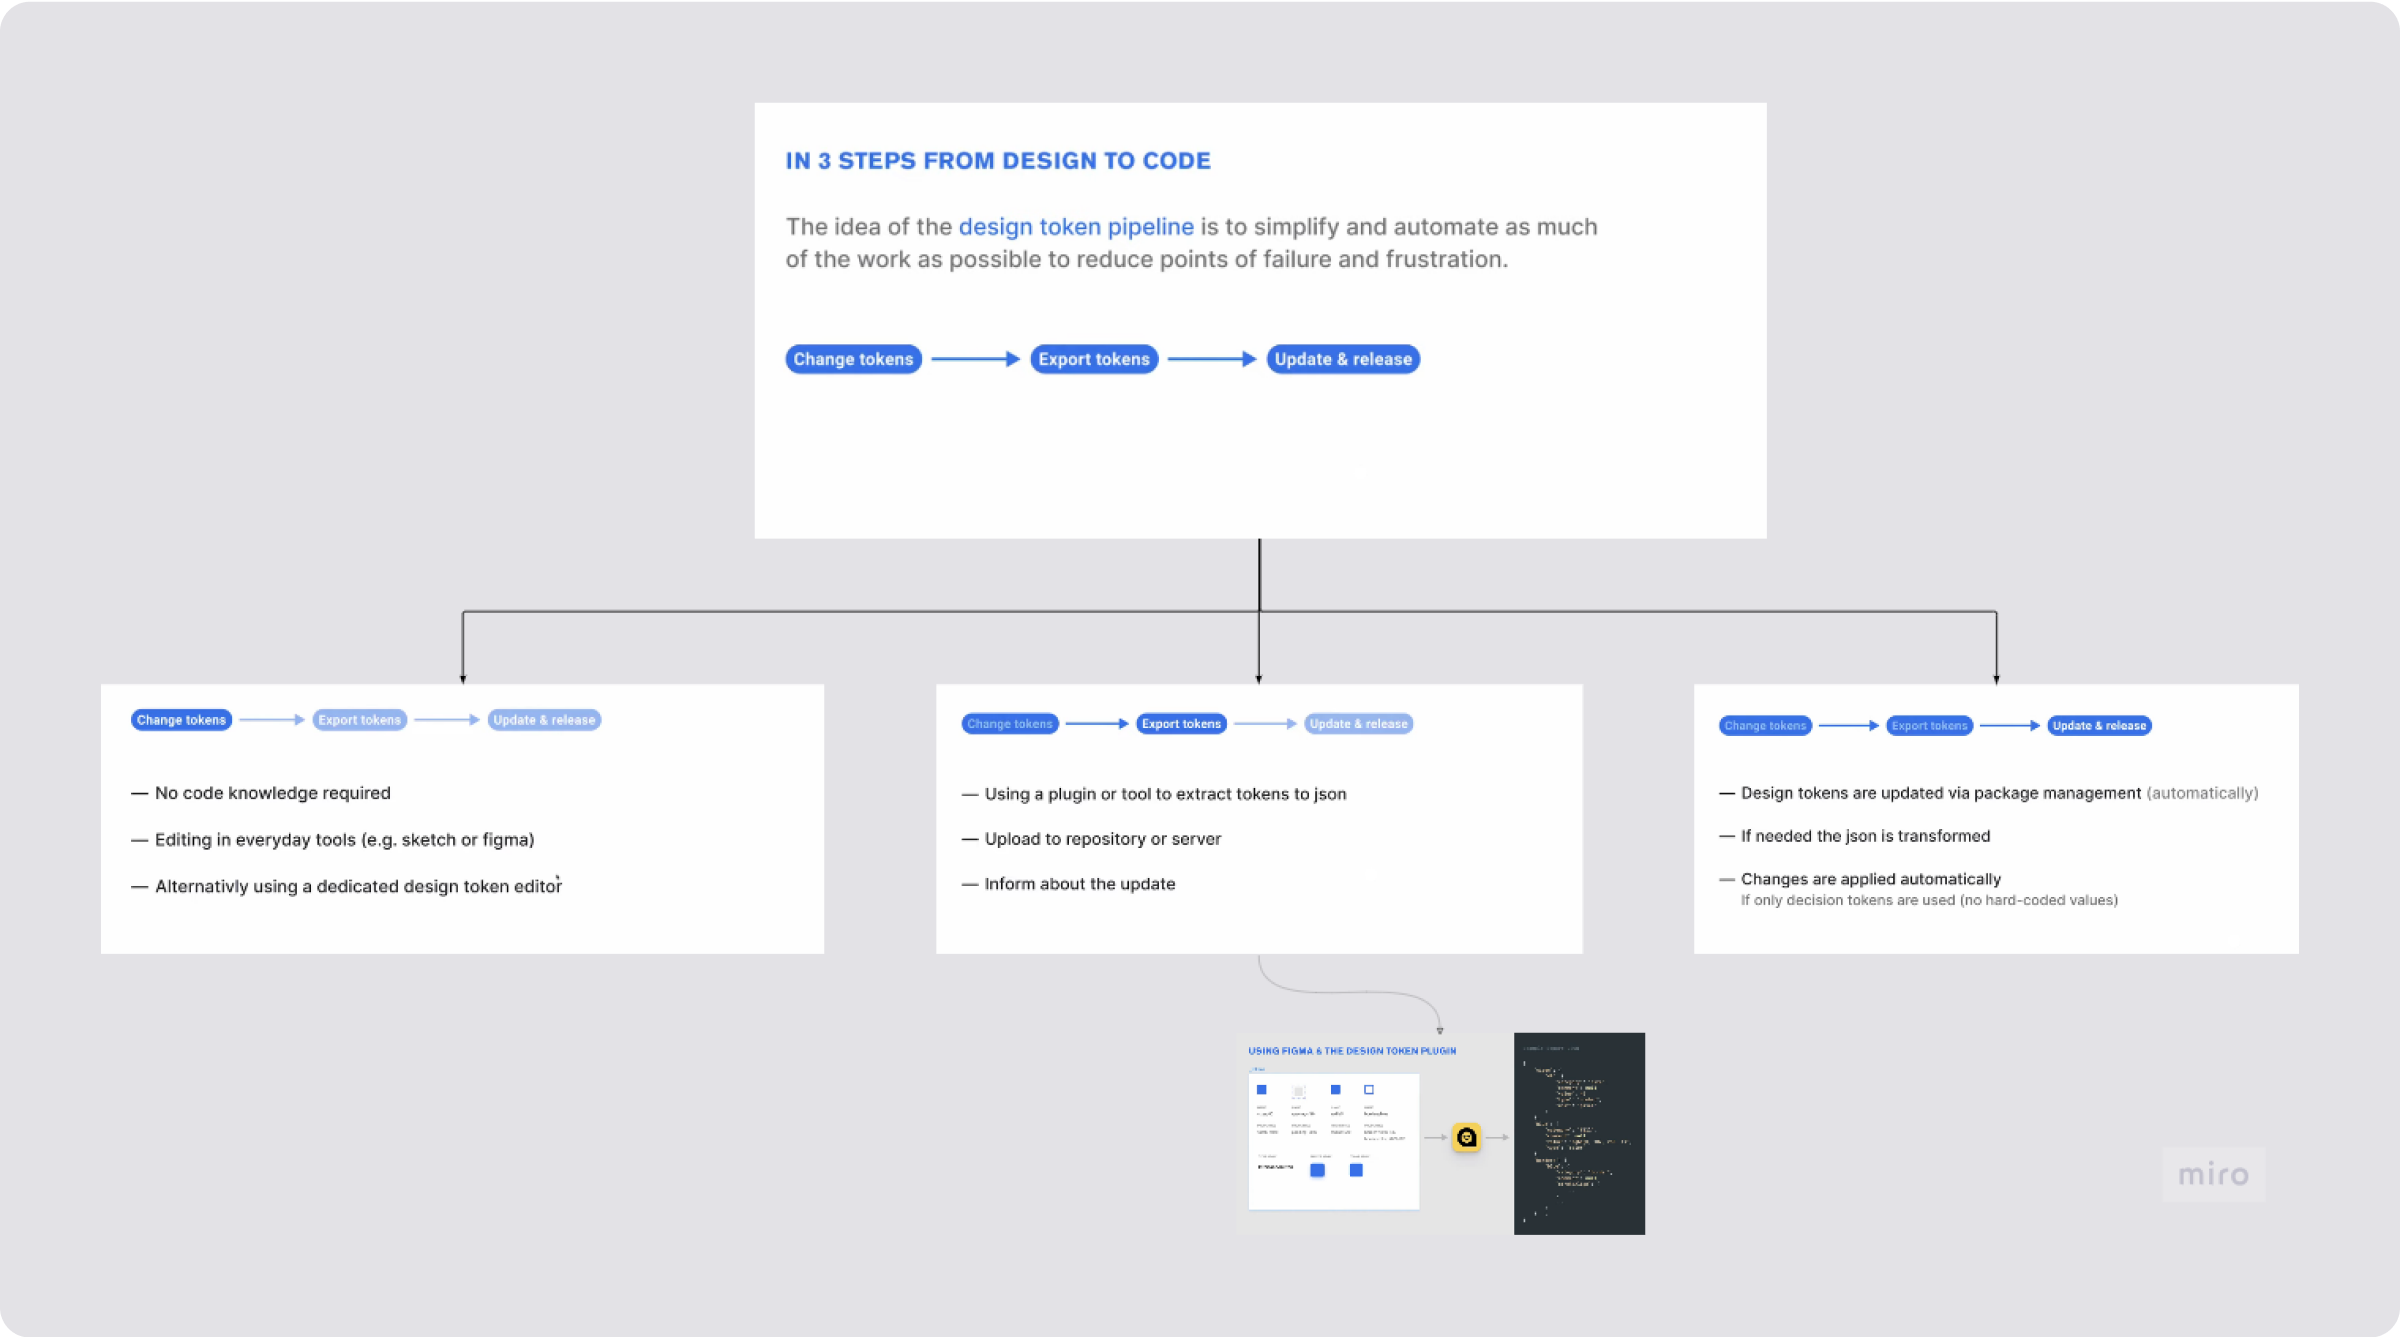 IN 3 STEPS FROM DESIGN TO CODE
The idea of the design token pipeline is to simplify and automate as much
of the work as possible to reduce points of failure and frustration.
Change tokens Export tokens Update & release
Change tokens Export tokens Update & release
— No code knowledge required
— Editing in everyday tools (e.g. sketch or figma)
— Alternativly using a dedicated design token editor
Change tokens Export tokens Update & release
— Using a plugin or tool to extract tokens to json
— Upload to repository or server
— Inform about the update
Change tokens Export tokens Update & release
— Design tokens are updated via package management (automatically)
— If needed the json is transformed
— Changes are applied automatically
If only decision tokens are used (no hard-coded values)
USING FIGMA & THE DESIGN TOKEN PLUGIN
miro